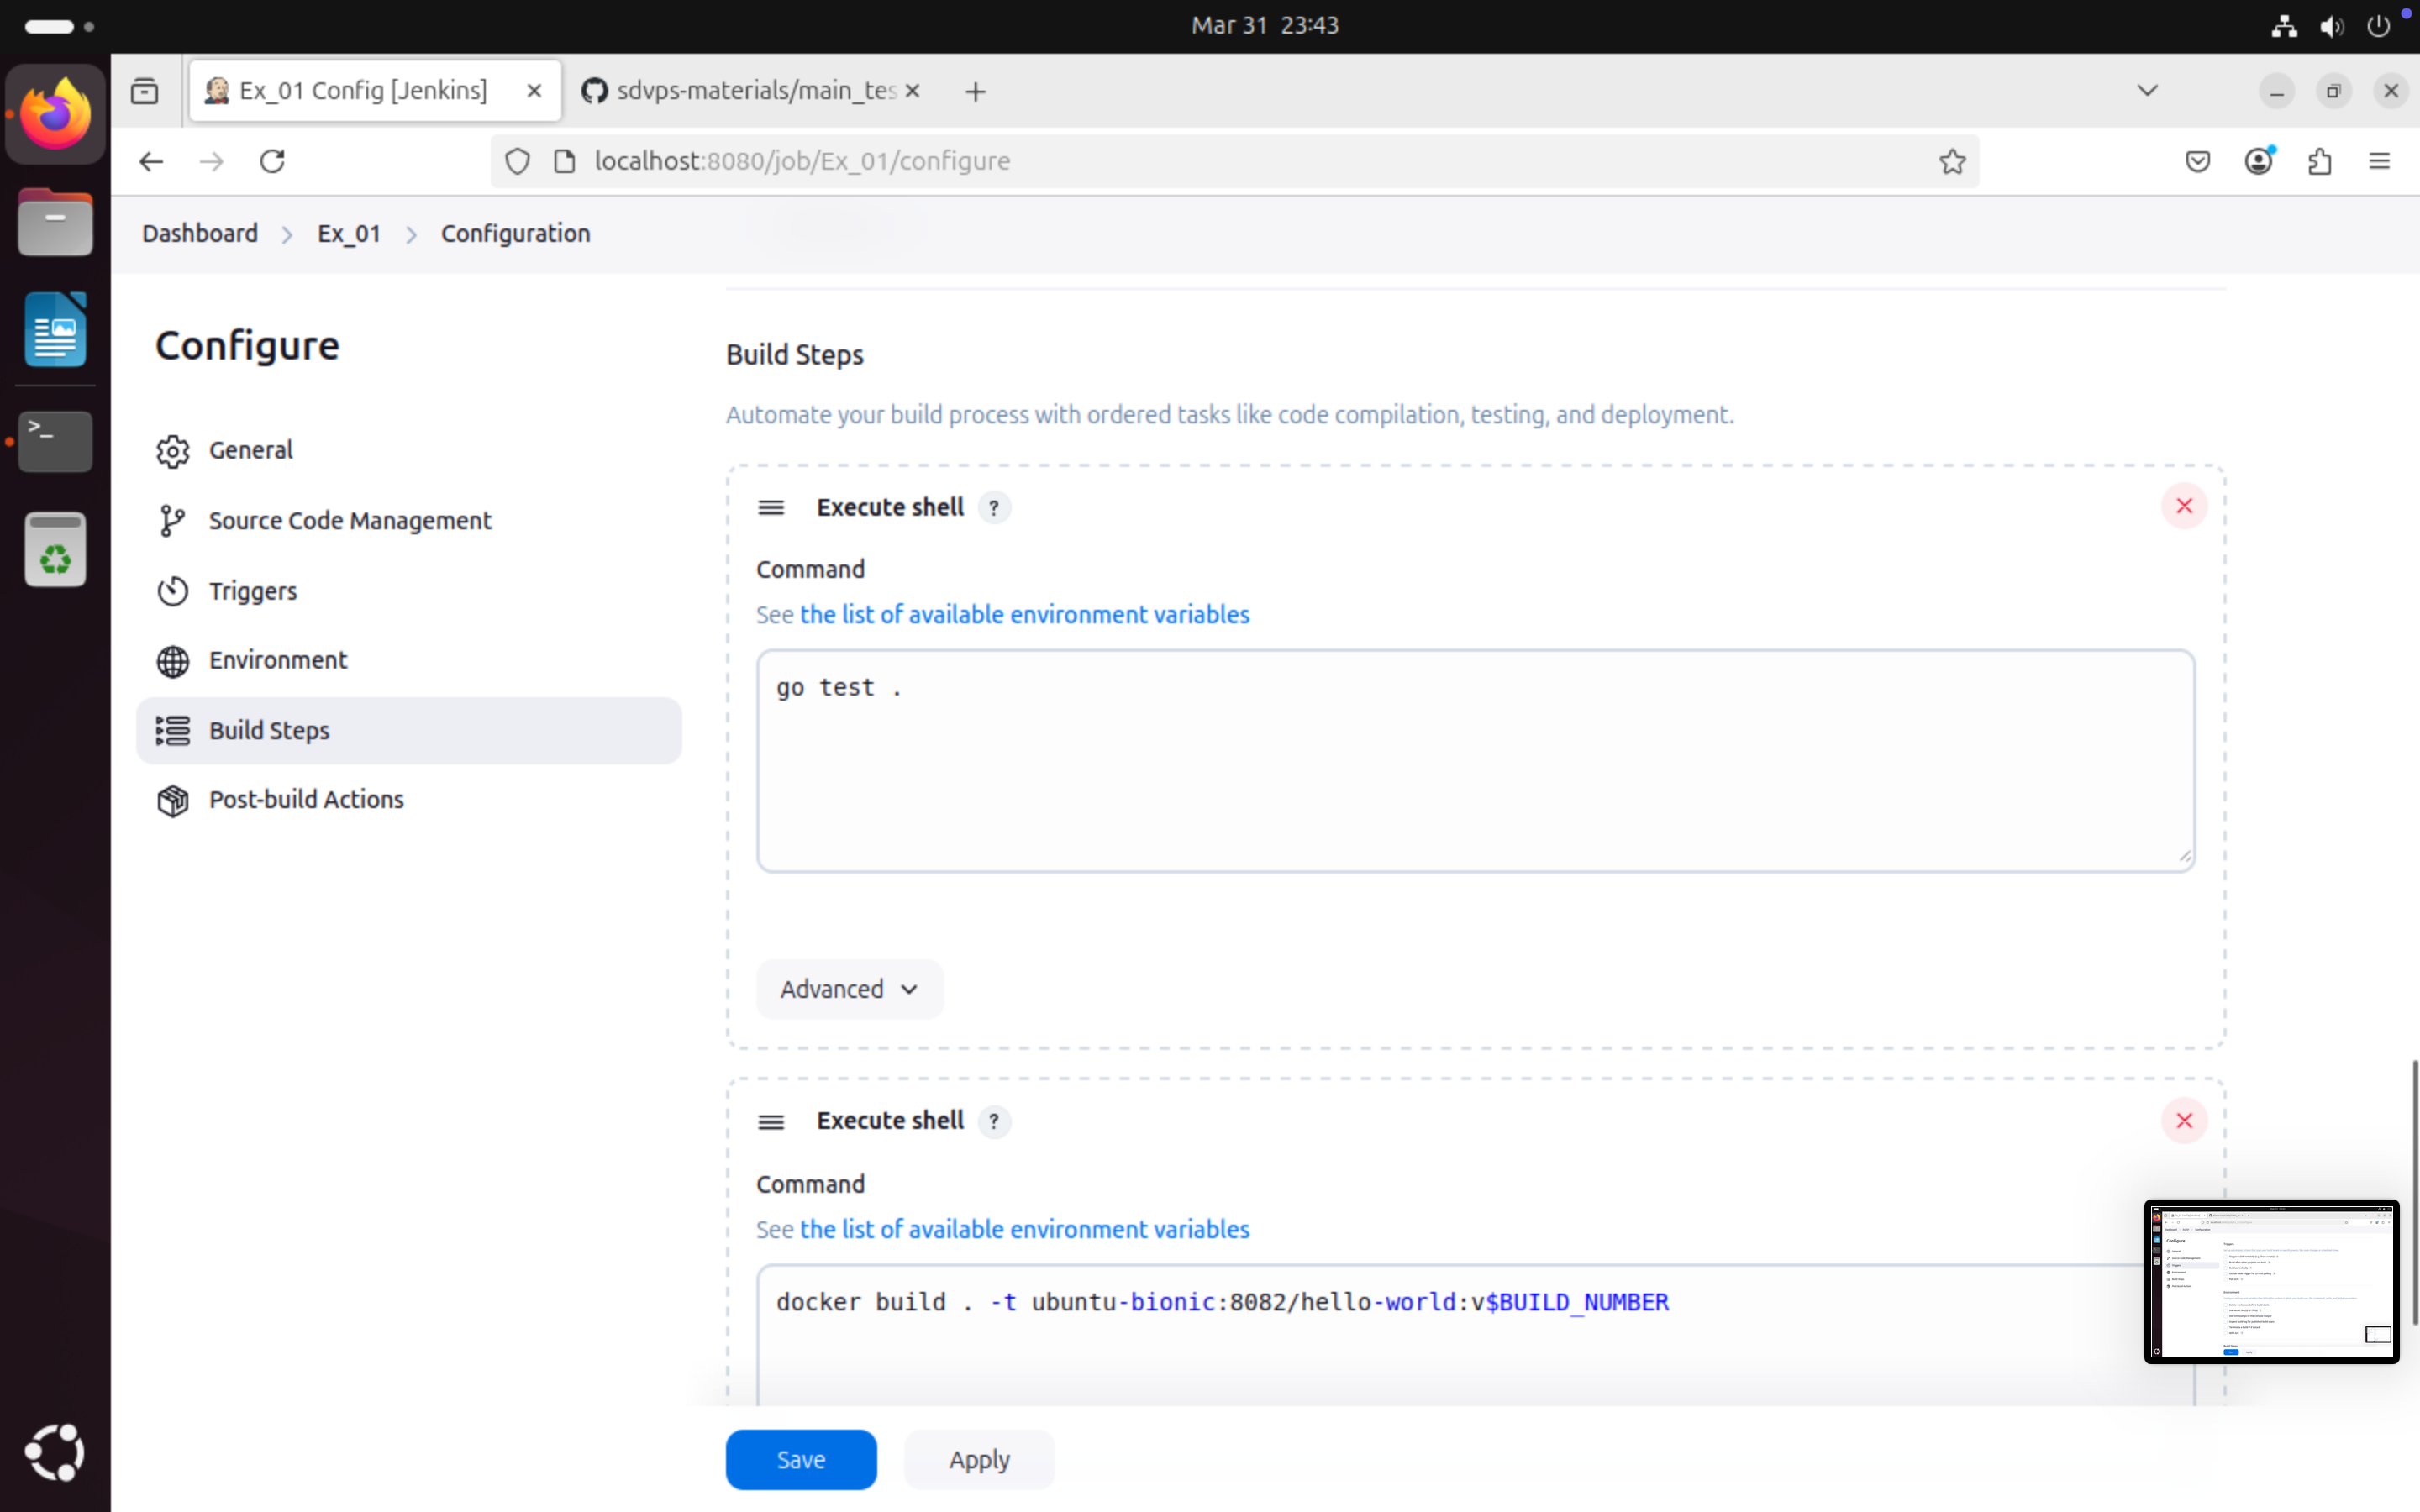 Mar 31 23:43
Ex_01 Config [Jenkins]
sdvps-materials/main_tes
localhost:8080/job/Ex_01/configure
Dashboard > Ex_01 > Configuration
Configure
General
Source Code Management
Triggers
Environment
Build Steps
Post-build Actions
Build Steps
Automate your build process with ordered tasks like code compilation, testing, and deployment.
Execute shell ?
Command
See the list of available environment variables
go test .
Advanced
Execute shell ?
Command
See the list of available environment variables
docker build . -t ubuntu-bionic:8082/hello-world:v$BUILD_NUMBER
Save
Apply